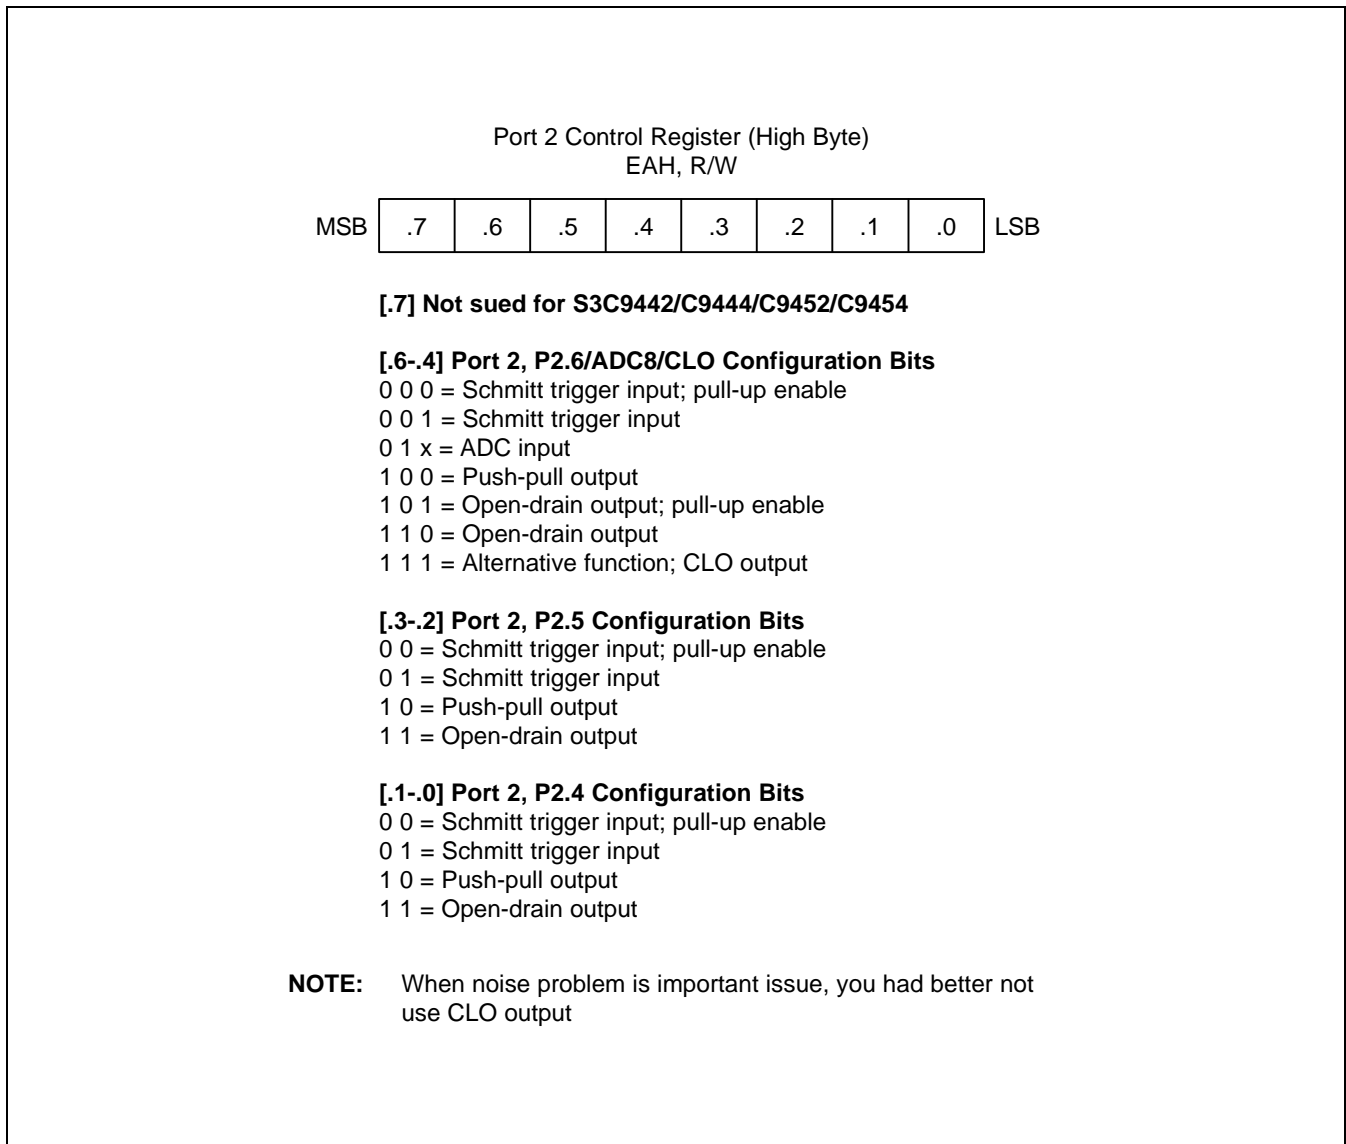 Port 2 Control Register (High Byte)
EAH, R/W
MSB .7 .6 .5 .4 .3 .2 .1 .0 LSB
[.7] Not sued for S3C9442/C9444/C9452/C9454
[.6-.4] Port 2, P2.6/ADC8/CLO Configuration Bits
0 0 0 = Schmitt trigger input; pull-up enable
0 0 1 = Schmitt trigger input
0 1 x = ADC input
1 0 0 = Push-pull output
1 0 1 = Open-drain output; pull-up enable
1 1 0 = Open-drain output
1 1 1 = Alternative function; CLO output
[.3-.2] Port 2, P2.5 Configuration Bits
0 0 = Schmitt trigger input; pull-up enable
0 1 = Schmitt trigger input
1 0 = Push-pull output
1 1 = Open-drain output
[.1-.0] Port 2, P2.4 Configuration Bits
0 0 = Schmitt trigger input; pull-up enable
0 1 = Schmitt trigger input
1 0 = Push-pull output
1 1 = Open-drain output
NOTE: When noise problem is important issue, you had better not
use CLO output